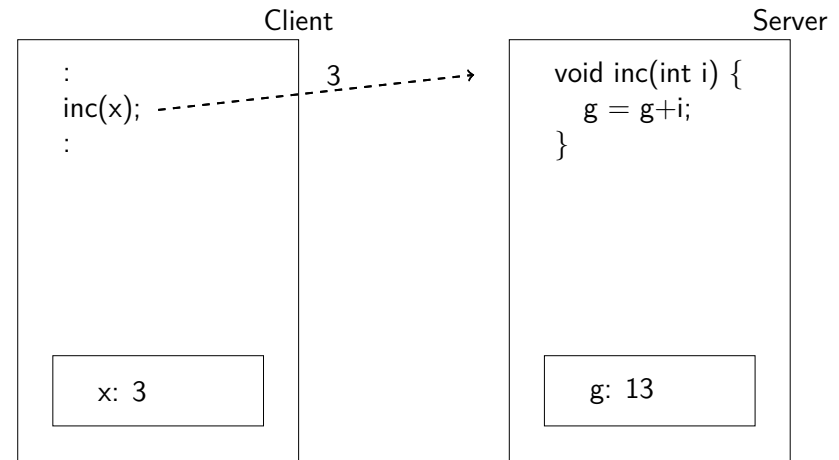 Client
:
inc(x);
:
3
x: 3
Server
void inc(int i) {
g = g+i;
}
g: 13